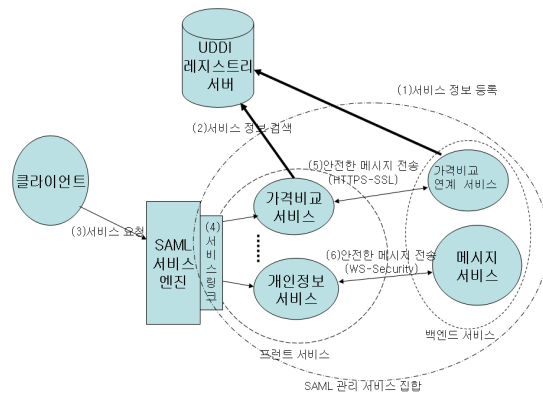 UDDI
레지스트리
서버
(1)서비스 정보 등록
(2)서비스 정보 검색
(5)안전한 메시지 전송
(HTTPS-SSL)
가격비교
연계 서비스
클라이언트
가격비교
서비스
(3)서비스 요청
SAML
서비스
엔진
(4)
서
비
스
링
크
(6)안전한 메시지 전송
(WS-Security)
메시지
서비스
개인정보
서비스
백엔드 서비스
프런트 서비스
SAML 관리 서비스 집합